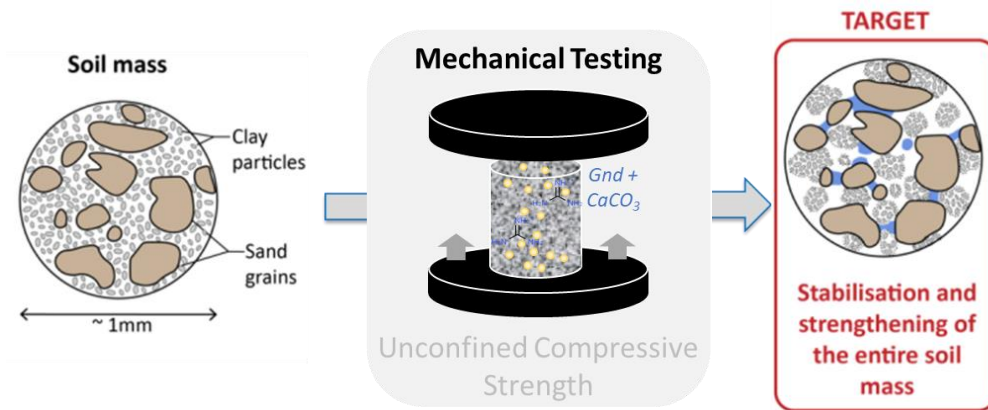 Soil mass
Clay
particles
Sand
grains
~ 1mm
Mechanical Testing
Gnd +
CaCO₃
Unconfined Compressive
Strength
TARGET
Stabilisation and
strengthening of
the entire soil
mass